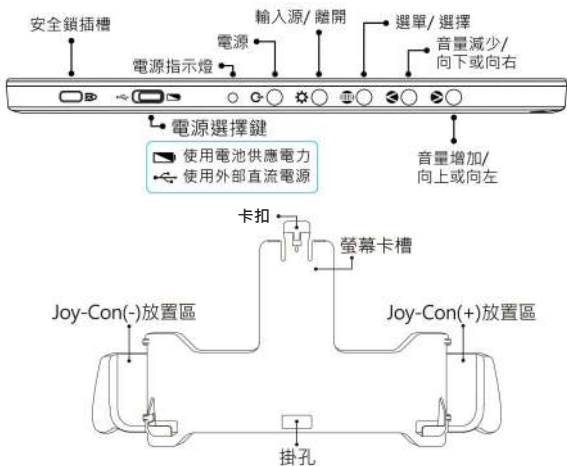 安全鎖插槽
電源指示燈
電源
輸入源/ 離開
選單/ 選擇
音量減少/
向下或向右
電源選擇鍵
使用電池供應電力
使用外部直流電源
音量增加/
向上或向左
卡扣
螢幕卡槽
Joy-Con(-)放置區
Joy-Con(+)放置區
掛孔